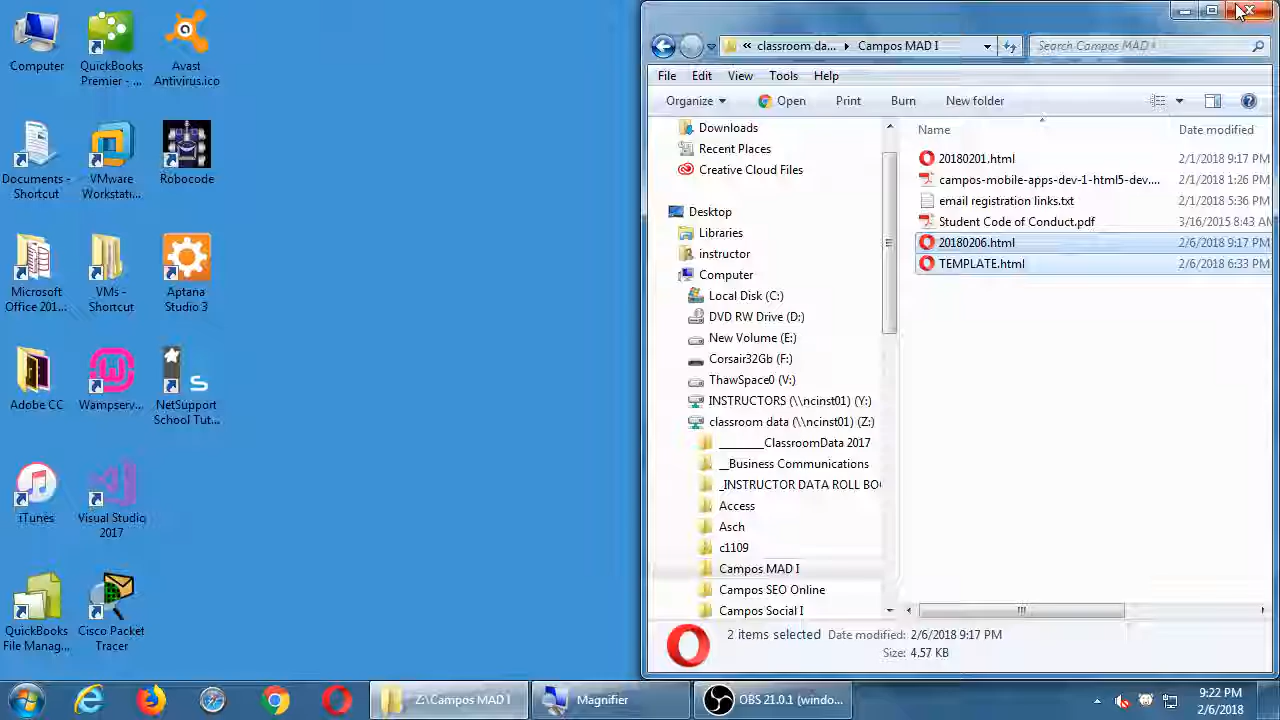 Computer
QuickBooks
Premier - ...
Avast
Antivirus.ico
Documents -
Shortcut
VMware
Workstati...
Robocode
Microsoft
Office 201...
VMs -
Shortcut
Aptana
Studio 3
Adobe CC
Wampserv...
NetSupport
School Tut...
iTunes
Visual Studio
2017
QuickBooks
File Manag...
Cisco Packet
Tracer
« classroom da... Campos MAD I
Search Campos MAD I
File Edit View Tools Help
Organize Open Print Burn New folder
Downloads
Recent Places
Creative Cloud Files
Desktop
Libraries
instructor
Computer
Local Disk (C:)
DVD RW Drive (D:)
New Volume (E:)
Corsair32Gb (F:)
ThawSpace0 (V:)
INSTRUCTORS (\\ncinst01) (Y:)
classroom data (\\ncinst01) (Z:)
________ClassroomData 2017
__Business Communications
_INSTRUCTOR DATA ROLL BO
Access
Asch
c1109
Campos MAD I
Campos SEO Online
Campos Social I
Name Date modified
20180201.html 2/1/2018 9:17 PM
campos-mobile-apps-dev-1-html5-dev.... 2/1/2018 1:26 PM
email registration links.txt 2/1/2018 5:36 PM
Student Code of Conduct.pdf 3/16/2015 8:43 AM
20180206.html 2/6/2018 9:17 PM
TEMPLATE.html 2/6/2018 6:33 PM
2 items selected Date modified: 2/6/2018 9:17 PM
Size: 4.57 KB
Z:\Campos MAD I
Magnifier
OBS 21.0.1 (windo...
9:22 PM
2/6/2018